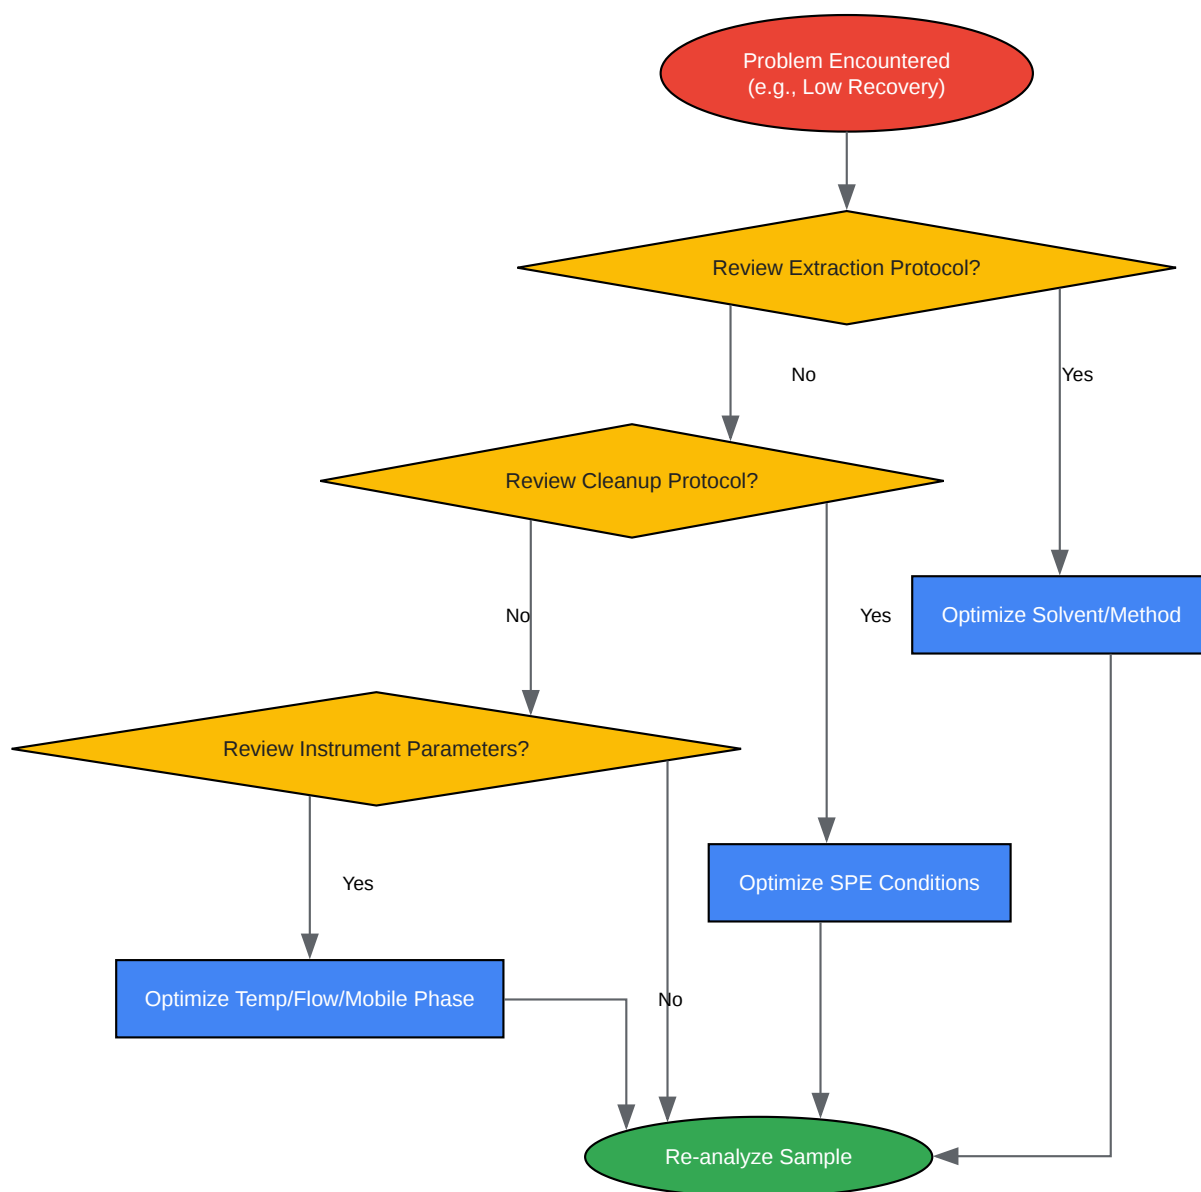 Problem Encountered
(e.g., Low Recovery)
Review Extraction Protocol?
No
Yes
Review Cleanup Protocol?
No
Yes
Optimize Solvent/Method
Review Instrument Parameters?
Yes
Optimize SPE Conditions
Optimize Temp/Flow/Mobile Phase
No
Re-analyze Sample